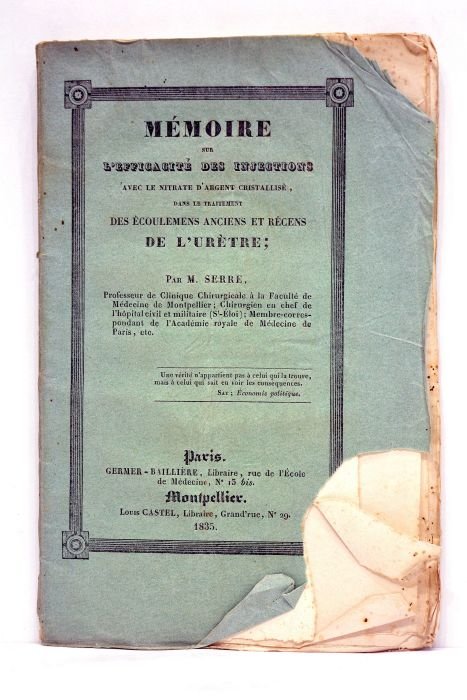 MÉMOIRE
SUR
L'EFFICACITÉ DES INJECTIONS
AVEC LE NITRATE D'ARGENT CRISTALLISÉ,
DANS LE TRAITEMENT
DES ÉCOULEMENS ANCIENS ET RÉCENS
DE L'URÈTRE;
PAR M. SERRE,
Professeur de Clinique Chirurgicale à la Faculté de
Médecine de Montpellier; Chirurgien en chef de
l'hôpital civil et militaire (St-Éloi); Membre-corres-
pondant de l'Académie royale de Médecine de
Paris, etc.
Une vérité n'appartient pas à celui qui la trouve,
mais à celui qui sait en voir les conséquences.
SAY; Économie politique.
Paris.
GERMER-BAILLIÈRE, Libraire, rue de l'École
de Médecine, N° 13 bis.
Montpellier.
LOUIS CASTEL, Libraire, Grand'rue, N° 29.
1835.